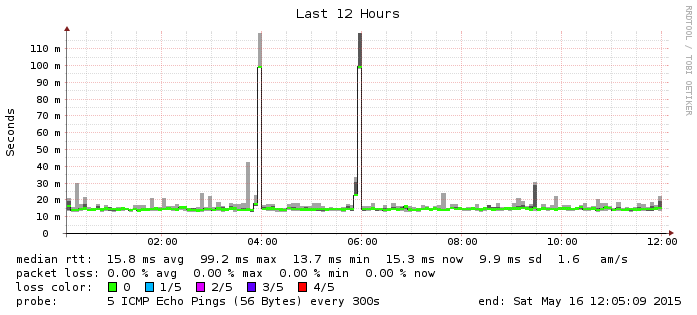 Last 12 Hours
RRDTOOL / TOBI OETIKER
Seconds
110 m
100 m
90 m
80 m
70 m
60 m
50 m
40 m
30 m
20 m
10 m
0
02:00 04:00 06:00 08:00 10:00 12:00
median rtt: 15.8 ms avg 99.2 ms max 13.7 ms min 15.3 ms now 9.9 ms sd 1.6 am/s
packet loss: 0.00 % avg 0.00 % max 0.00 % min 0.00 % now
loss color: 0 1/5 2/5 3/5 4/5
probe: 5 ICMP Echo Pings (56 Bytes) every 300s end: Sat May 16 12:05:09 2015